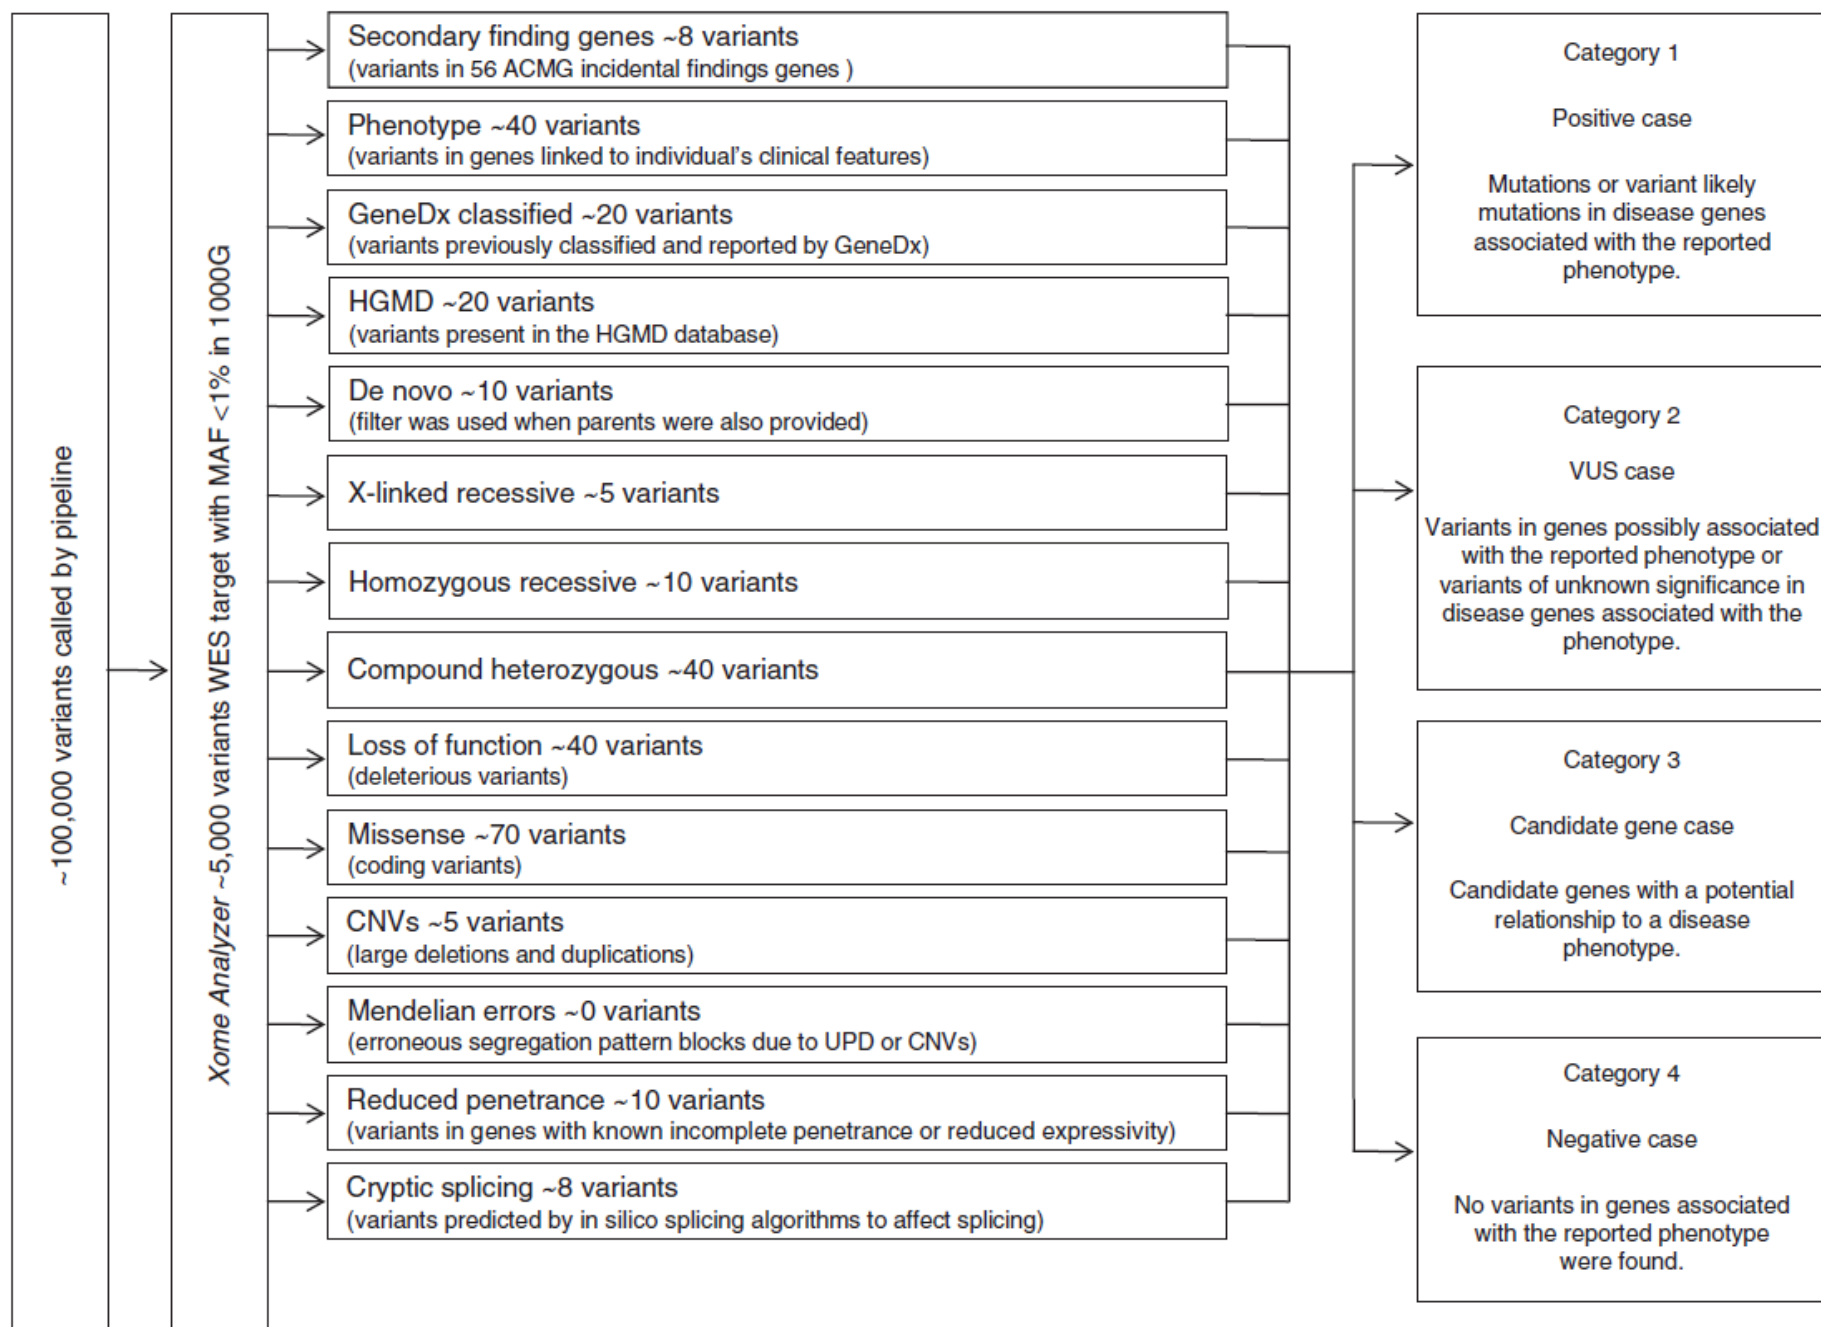 ~100,000 variants called by pipeline
Xome Analyzer ~5,000 variants WES target with MAF <1% in 1000G
Secondary finding genes ~8 variants
(variants in 56 ACMG incidental findings genes )
Phenotype ~40 variants
(variants in genes linked to individual's clinical features)
GeneDx classified ~20 variants
(variants previously classified and reported by GeneDx)
HGMD ~20 variants
(variants present in the HGMD database)
De novo ~10 variants
(filter was used when parents were also provided)
X-linked recessive ~5 variants
Homozygous recessive ~10 variants
Compound heterozygous ~40 variants
Loss of function ~40 variants
(deleterious variants)
Missense ~70 variants
(coding variants)
CNVs ~5 variants
(large deletions and duplications)
Mendelian errors ~0 variants
(erroneous segregation pattern blocks due to UPD or CNVs)
Reduced penetrance ~10 variants
(variants in genes with known incomplete penetrance or reduced expressivity)
Cryptic splicing ~8 variants
(variants predicted by in silico splicing algorithms to affect splicing)
Category 1
Positive case
Mutations or variant likely
mutations in disease genes
associated with the reported
phenotype.
Category 2
VUS case
Variants in genes possibly associated
with the reported phenotype or
variants of unknown significance in
disease genes associated with the
phenotype.
Category 3
Candidate gene case
Candidate genes with a potential
relationship to a disease
phenotype.
Category 4
Negative case
No variants in genes associated
with the reported phenotype
were found.